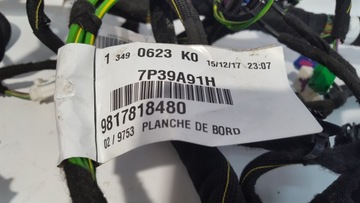 1 349 0623 K0 15/12/17 23:07
7P39A91H
9817818480
02 / 9753 PLANCHE DE BORD